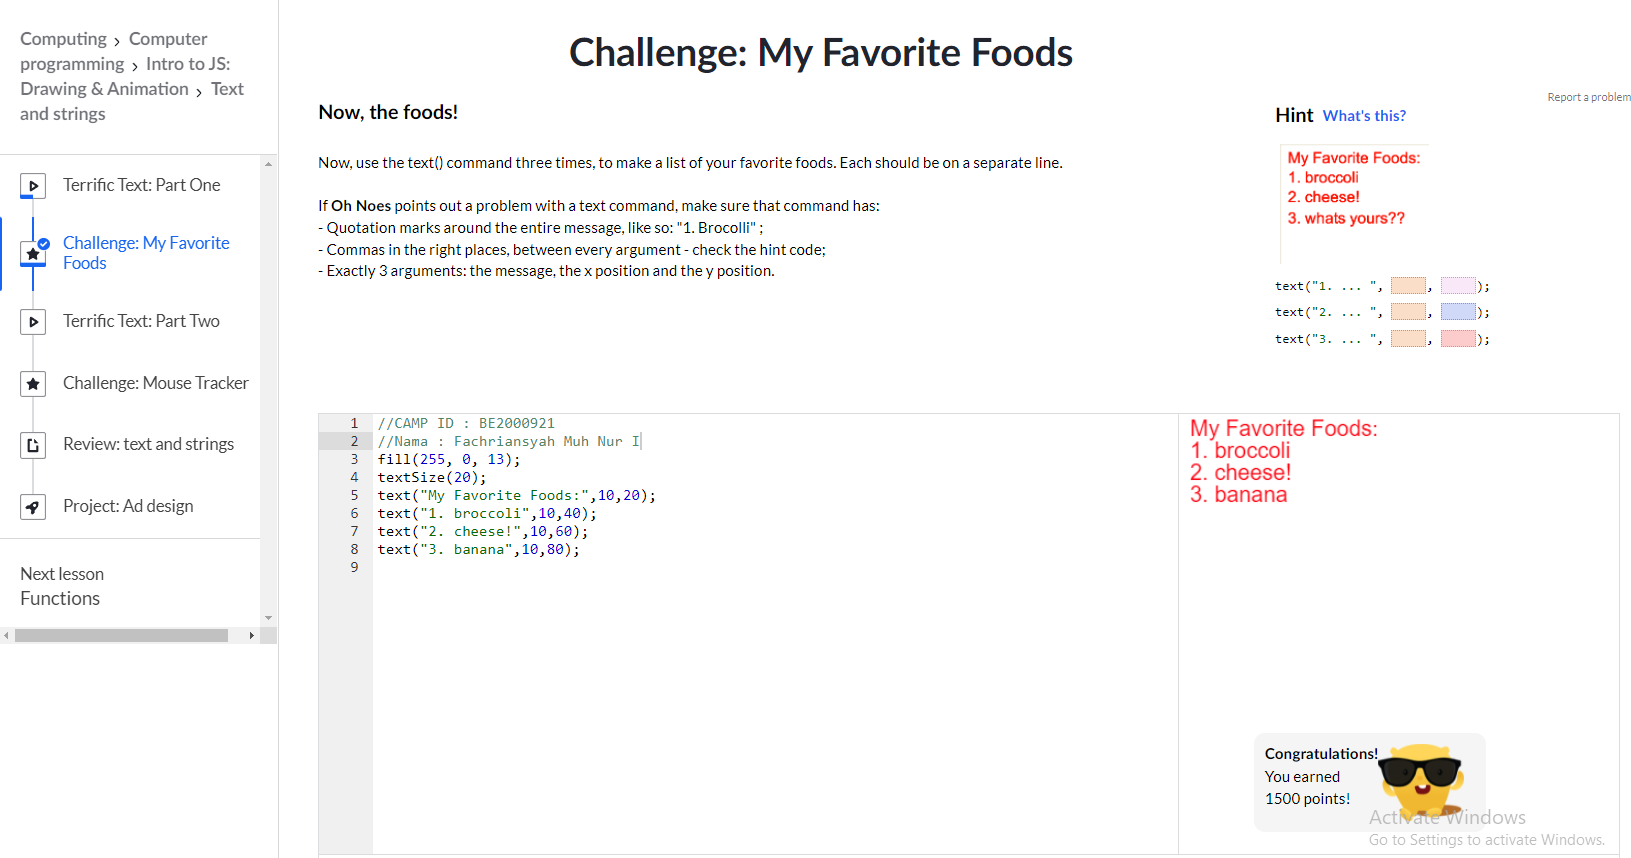 Computing › Computer
programming › Intro to JS:
Drawing & Animation › Text
and strings
Terrific Text: Part One
Challenge: My Favorite
Foods
Terrific Text: Part Two
Challenge: Mouse Tracker
Review: text and strings
Project: Ad design
Next lesson
Functions
Challenge: My Favorite Foods
Report a problem
Now, the foods!
Now, use the text() command three times, to make a list of your favorite foods. Each should be on a separate line.
If Oh Noes points out a problem with a text command, make sure that command has:
- Quotation marks around the entire message, like so: "1. Brocolli" ;
- Commas in the right places, between every argument - check the hint code;
- Exactly 3 arguments: the message, the x position and the y position.
Hint What's this?
My Favorite Foods:
1. broccoli
2. cheese!
3. whats yours??
text("1. ... ", , );
text("2. ... ", , );
text("3. ... ", , );
1 //CAMP ID : BE2000921
2 //Nama : Fachriansyah Muh Nur I
3 fill(255, 0, 13);
4 textSize(20);
5 text("My Favorite Foods:",10,20);
6 text("1. broccoli",10,40);
7 text("2. cheese!",10,60);
8 text("3. banana",10,80);
9
My Favorite Foods:
1. broccoli
2. cheese!
3. banana
Congratulations!
You earned
1500 points!
Activate Windows
Go to Settings to activate Windows.